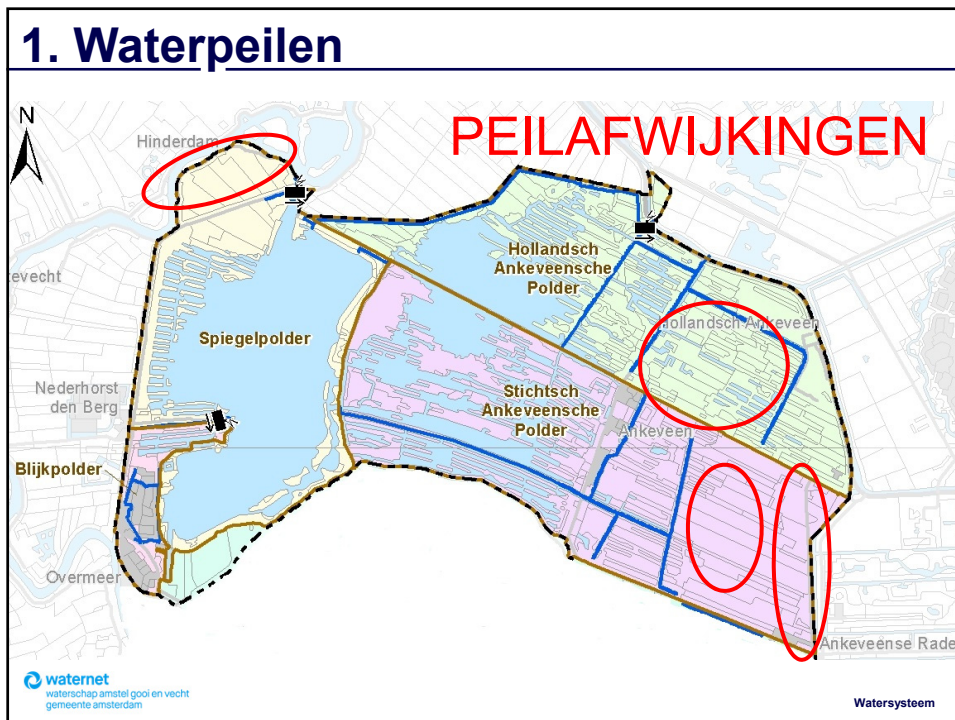 1. Waterpeilen
N
PEILAFWIJKINGEN
Hinderdam
Hollandsch
Ankeveensche
Polder
tevecht
Hollandsch Ankeveen
Spiegelpolder
Nederhorst
den Berg
Stichtsch
Ankeveensche
Polder
Ankeveen
Blijkpolder
Overmeer
Ankeveense Rade
waternet
waterschap amstel gooi en vecht
gemeente amsterdam
Watersysteem